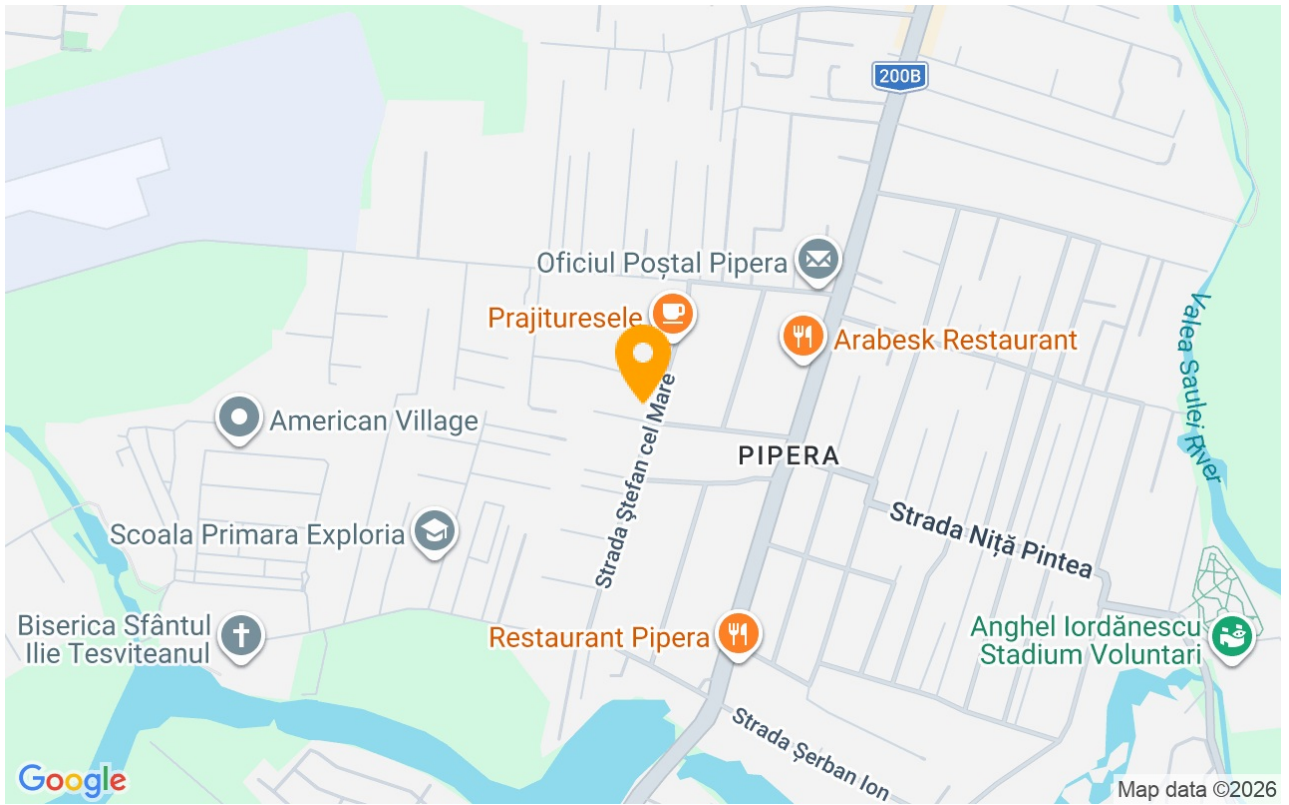 200B
Oficiul Poștal Pipera
Prajituresele
Arabesk Restaurant
Valea Saulei River
American Village
Strada Ștefan cel Mare
PIPERA
Scoala Primara Exploria
Strada Niță Pintea
Biserica Sfântul
Ilie Tesviteanul
Restaurant Pipera
Anghel Iordănescu
Stadium Voluntari
Strada Șerban Ion
Google
Map data ©2026